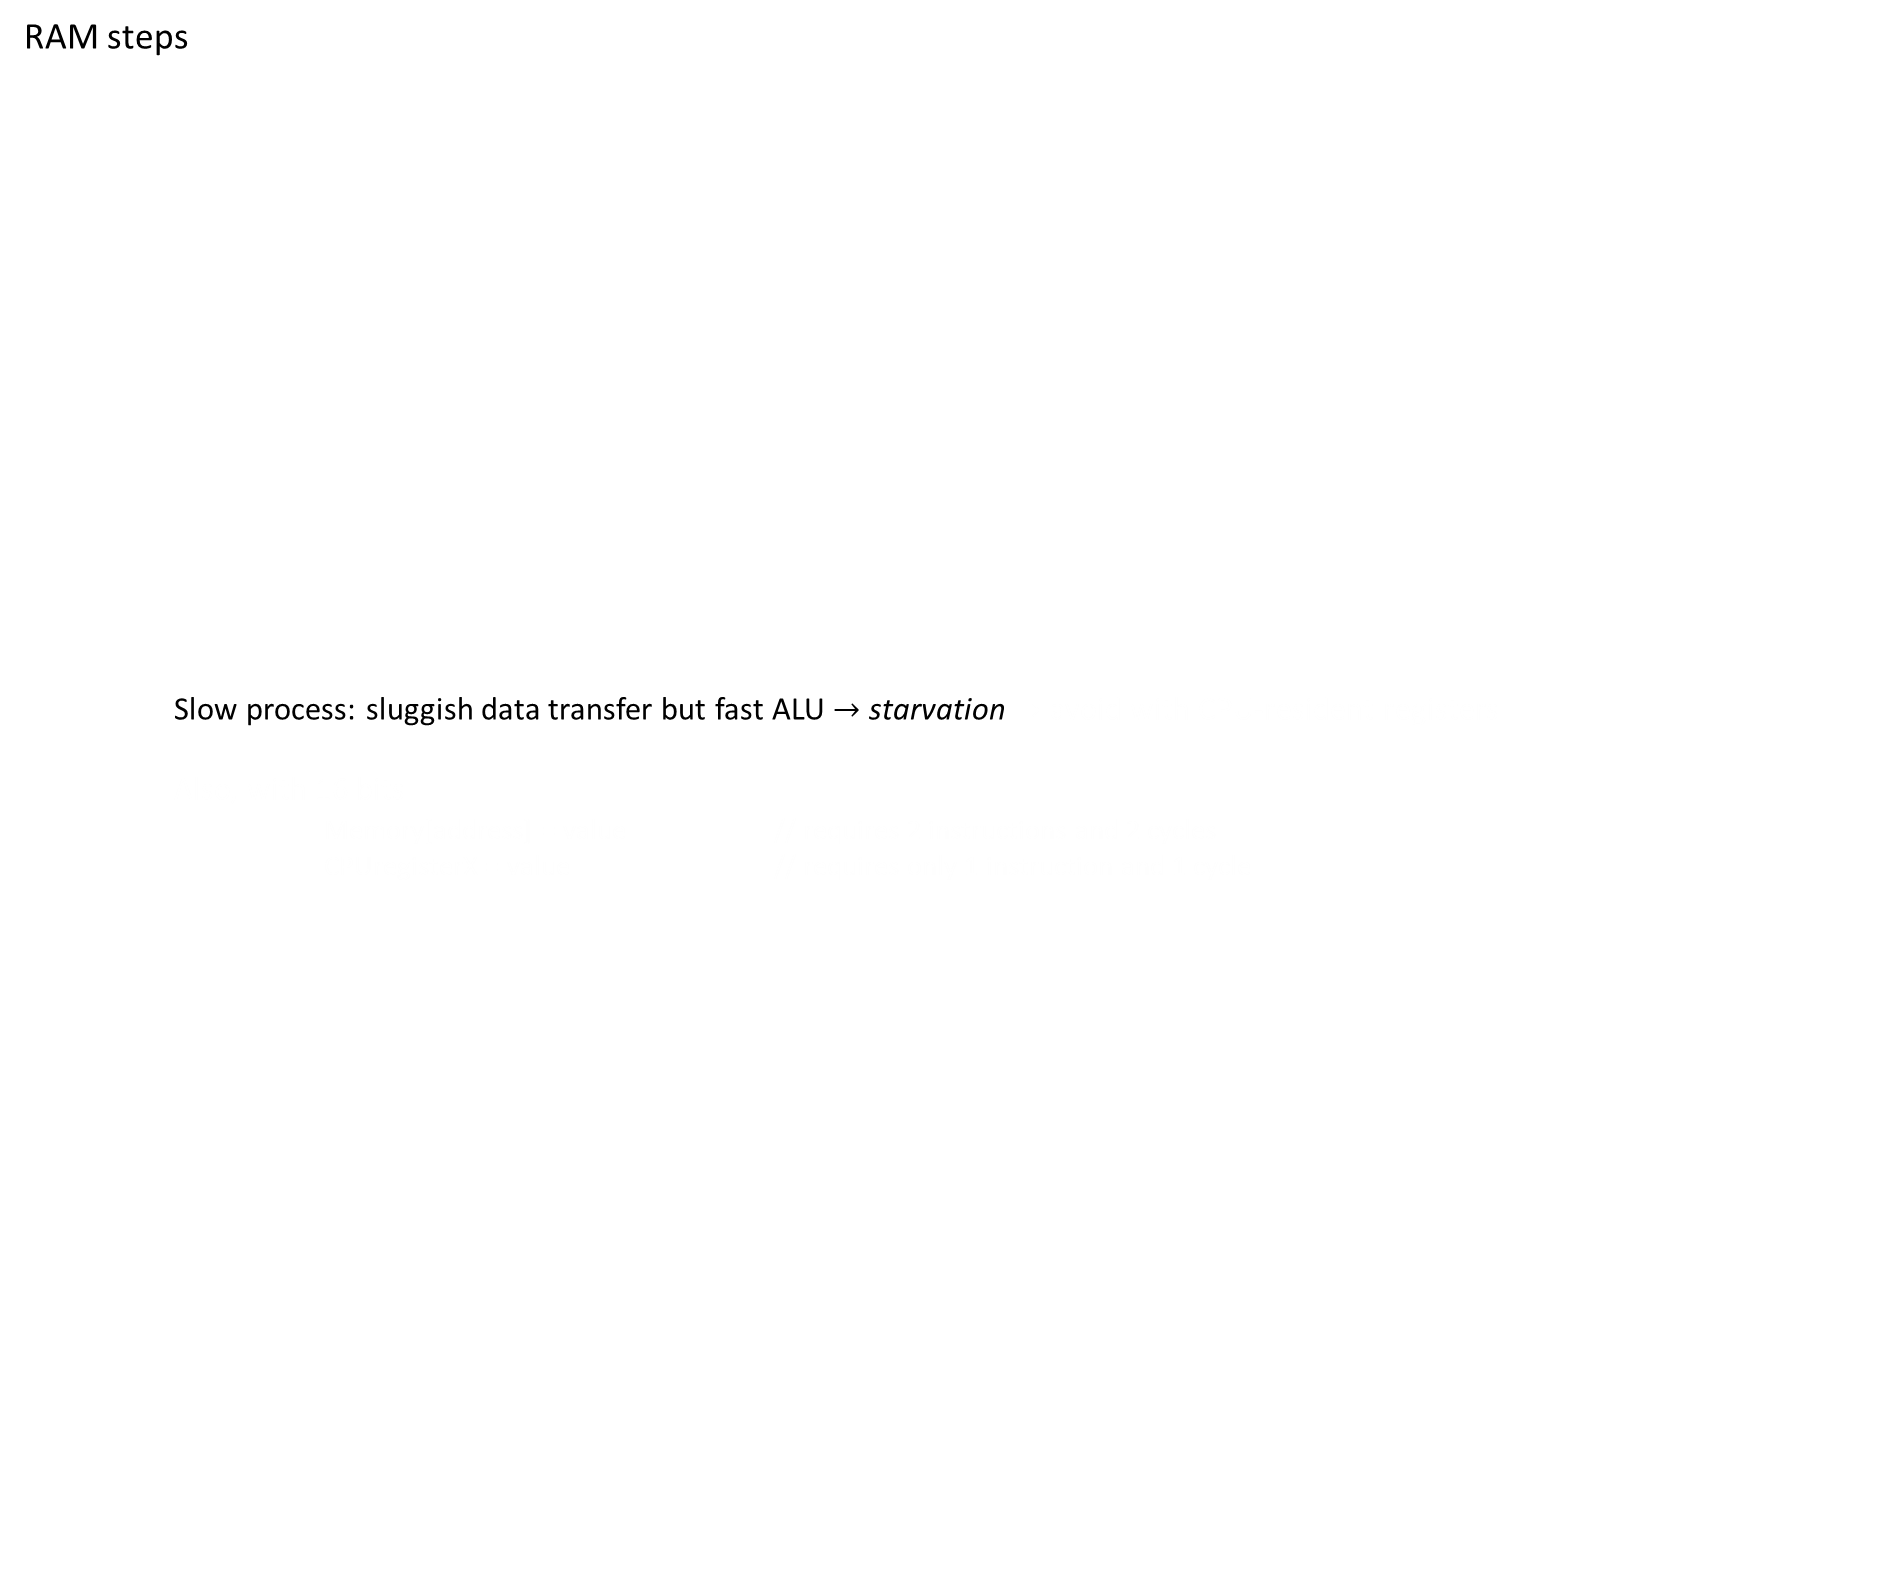 RAM steps
Slow process: sluggish data transfer but fast ALU → starvation